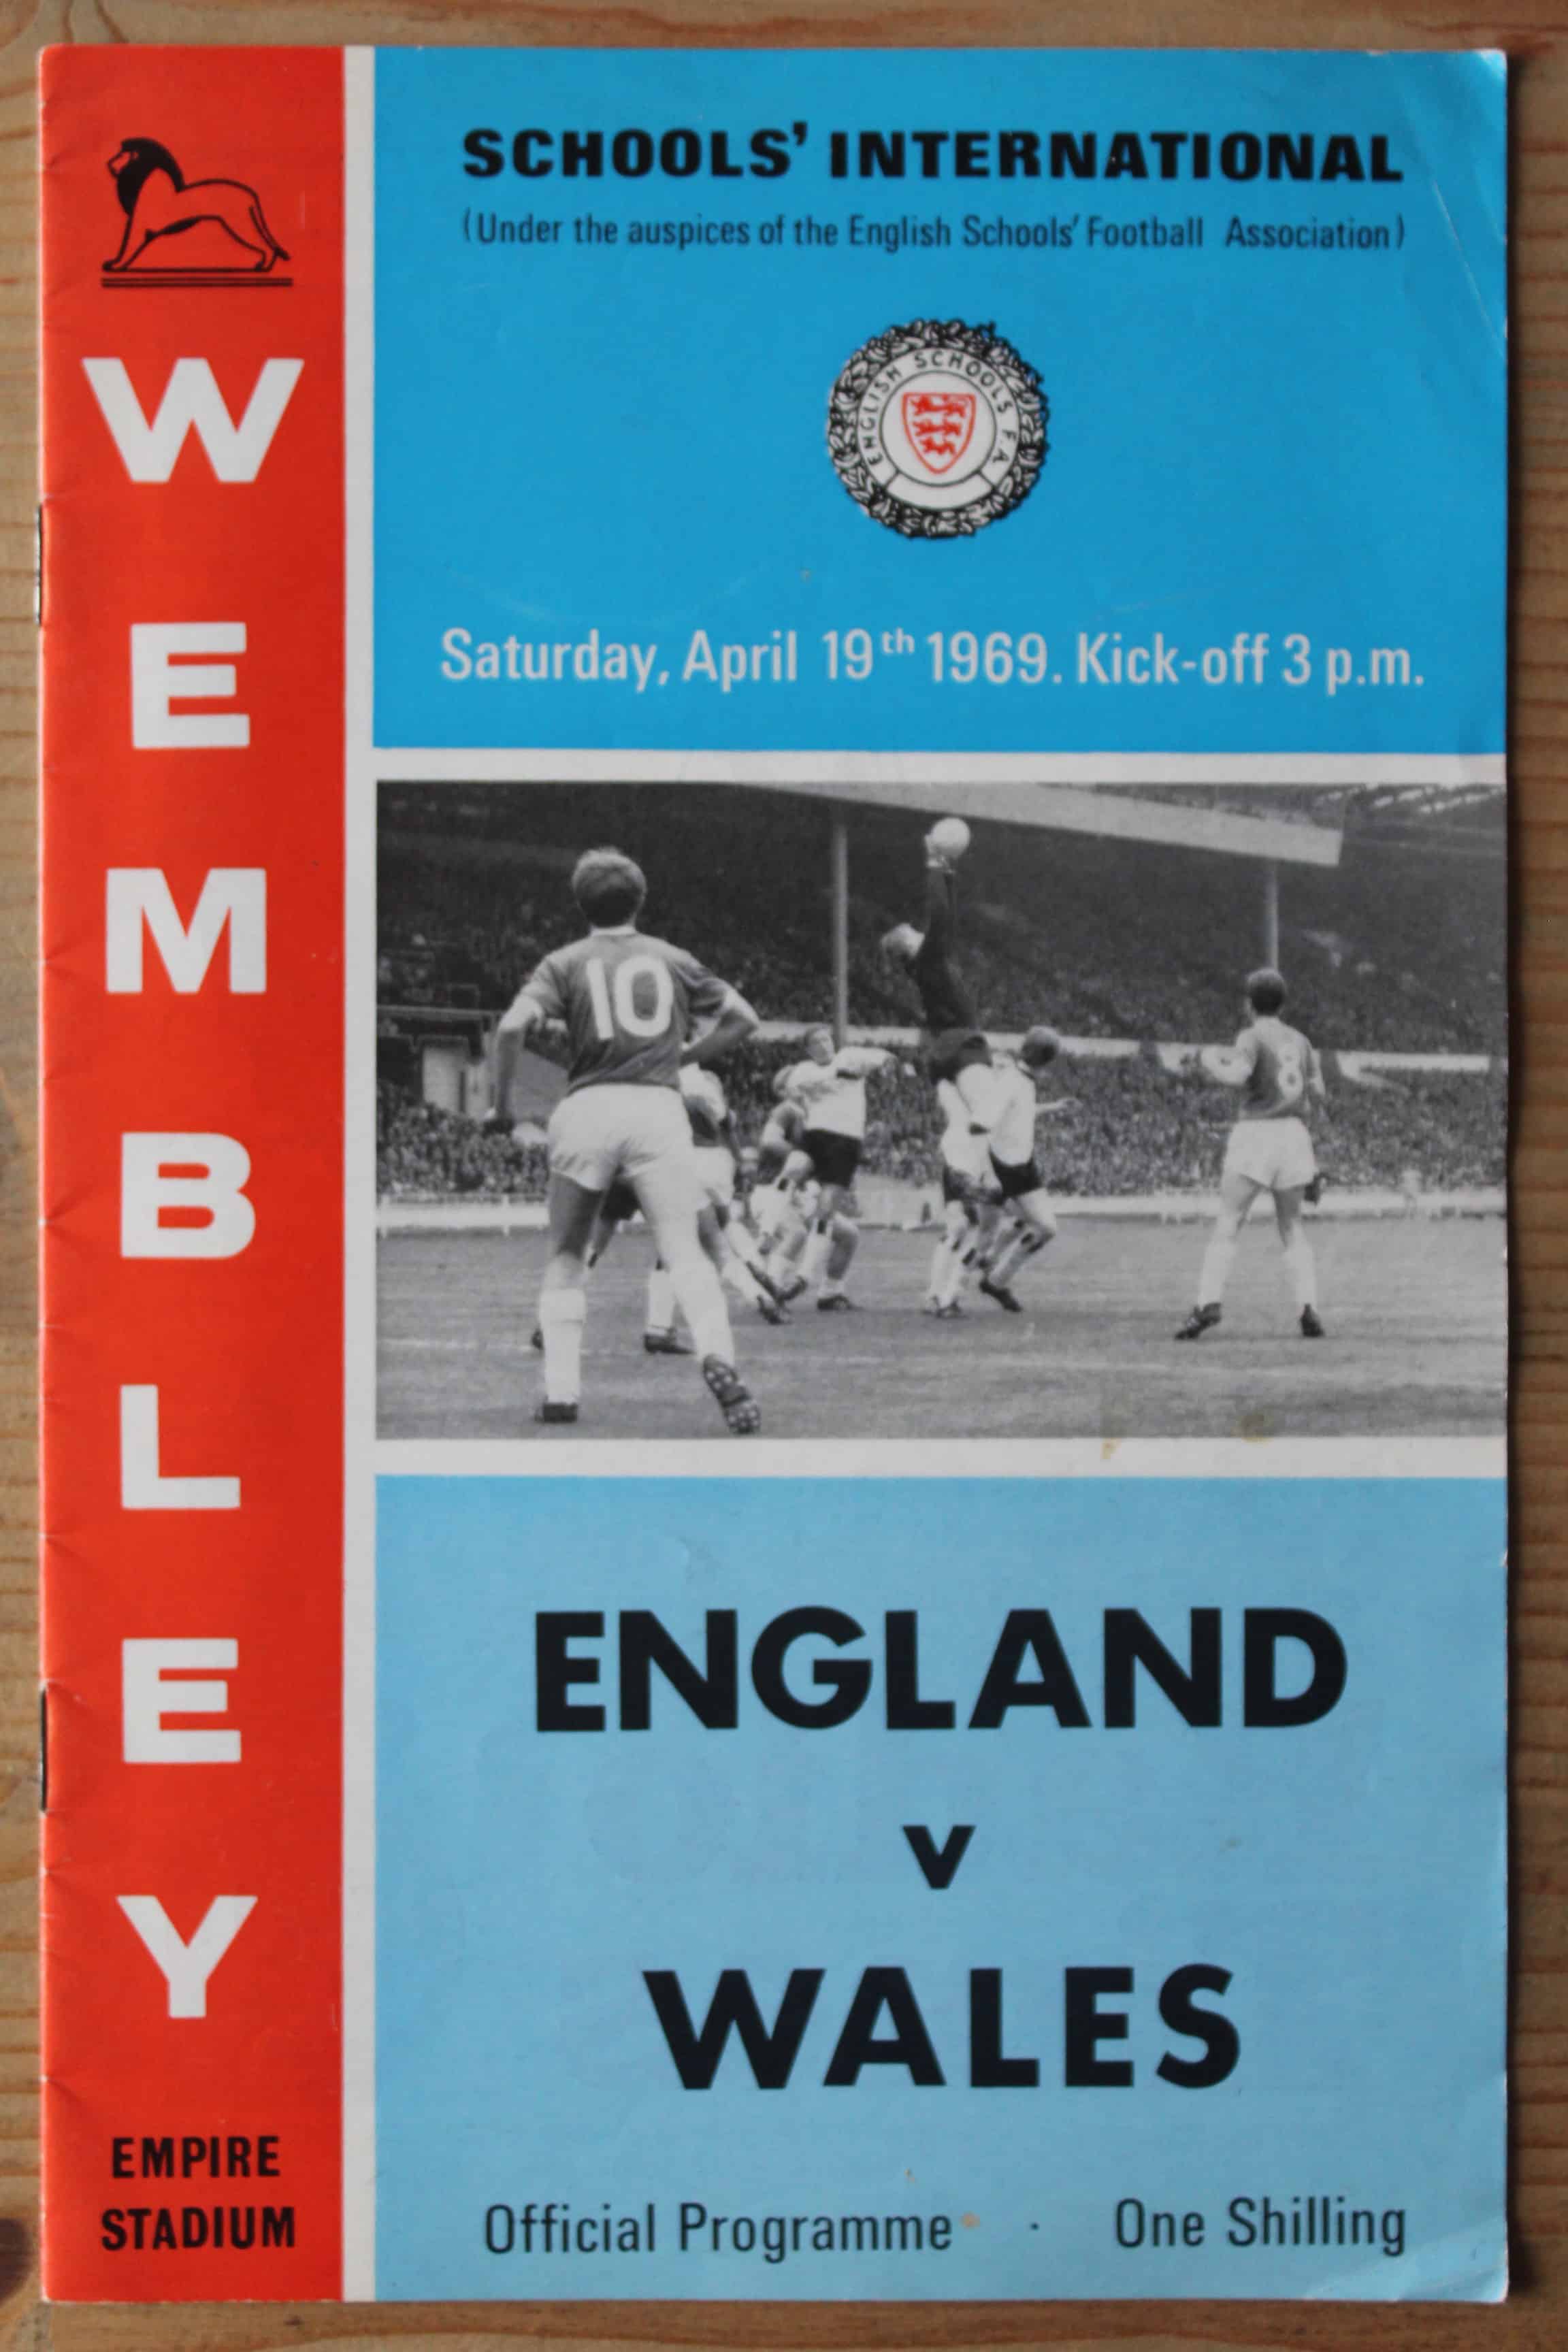 WEMBLEY
EMPIRE
STADIUM
SCHOOLS' INTERNATIONAL
(Under the auspices of the English Schools' Football Association)
ENGLISH SCHOOLS F.A.
Saturday, April 19th 1969. Kick-off 3 p.m.
10
8
ENGLAND
v
WALES
Official Programme · One Shilling